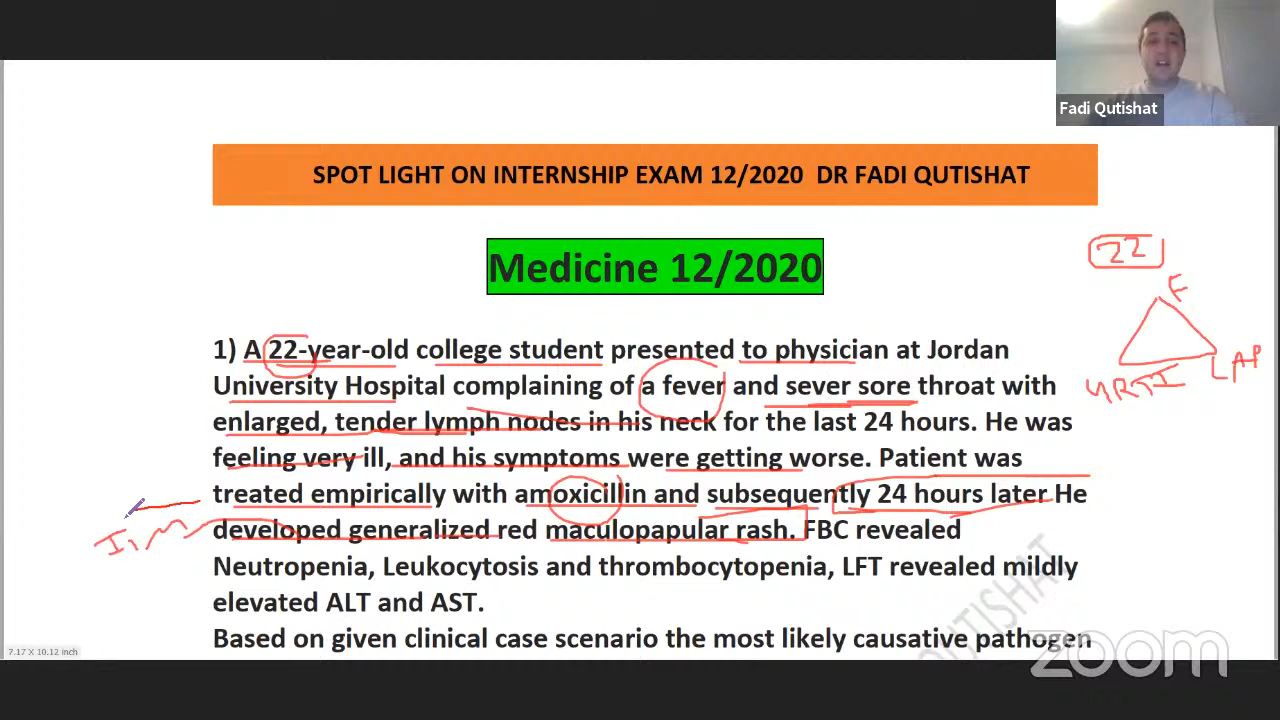 Fadi Qutishat
SPOT LIGHT ON INTERNSHIP EXAM 12/2020 DR FADI QUTISHAT
Medicine 12/2020
22
F
LAP
URTI
1) A 22-year-old college student presented to physician at Jordan
University Hospital complaining of a fever and sever sore throat with
enlarged, tender lymph nodes in his neck for the last 24 hours. He was
feeling very ill, and his symptoms were getting worse. Patient was
treated empirically with amoxicillin and subsequently 24 hours later He
I,M
developed generalized red maculopapular rash. FBC revealed
Neutropenia, Leukocytosis and thrombocytopenia, LFT revealed mildly
elevated ALT and AST.
Based on given clinical case scenario the most likely causative pathogen
QUTISHAT
7.17 X 10.12 inch
zoom